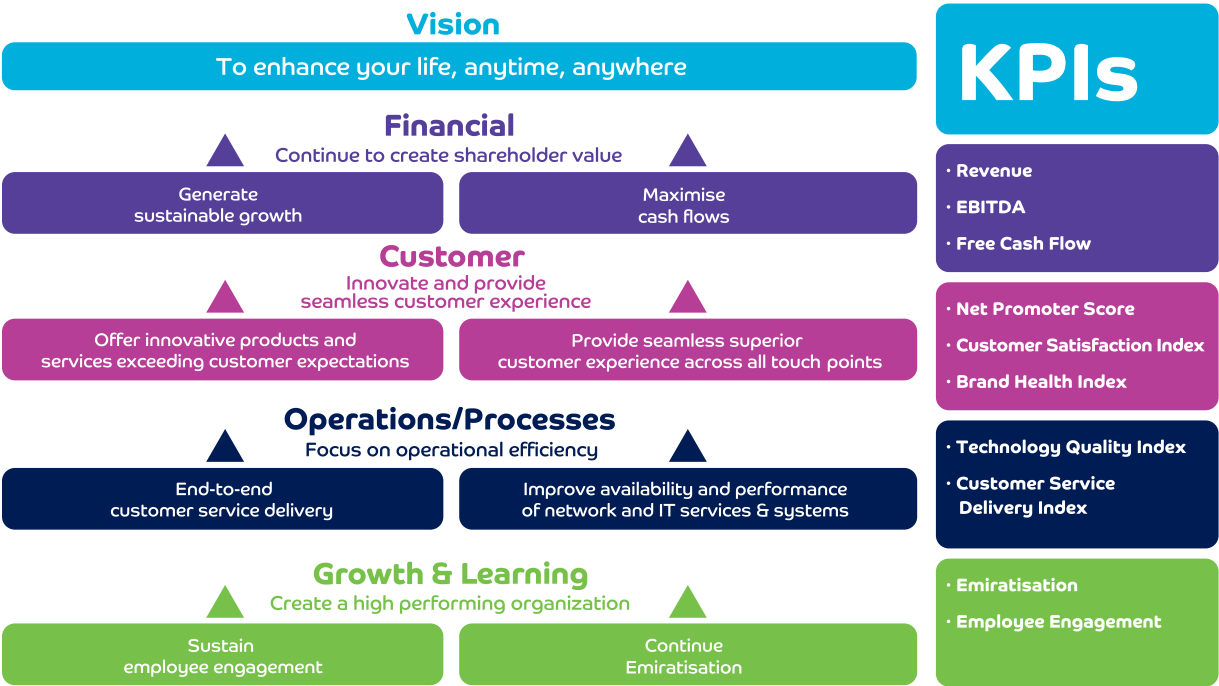 Vision
To enhance your life, anytime, anywhere
KPIs
Financial
Continue to create shareholder value
Generate
sustainable growth
Maximise
cash flows
· Revenue
· EBITDA
· Free Cash Flow
Customer
Innovate and provide
seamless customer experience
Offer innovative products and
services exceeding customer expectations
Provide seamless superior
customer experience across all touch points
· Net Promoter Score
· Customer Satisfaction Index
· Brand Health Index
Operations/Processes
Focus on operational efficiency
End-to-end
customer service delivery
Improve availability and performance
of network and IT services & systems
· Technology Quality Index
· Customer Service
Delivery Index
Growth & Learning
Create a high performing organization
Sustain
employee engagement
Continue
Emiratisation
· Emiratisation
· Employee Engagement